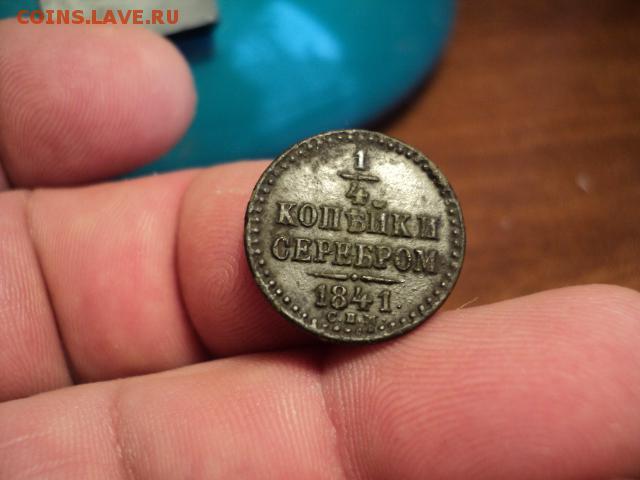 COINS.LAVE.RU
1
4
КОПѢЙКИ
СЕРЕБРОМ
1841.
С.П.М.